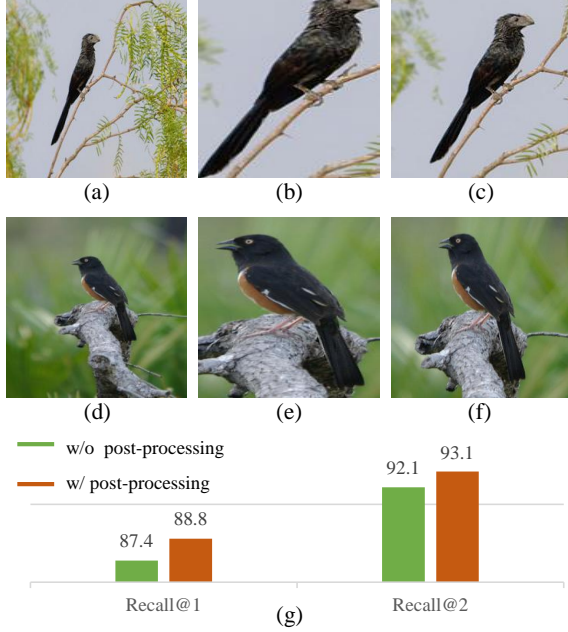 (a) (b) (c)
(d) (e) (f)
w/o post-processing
w/ post-processing
87.4 88.8 92.1 93.1
Recall@1 Recall@2
(g)